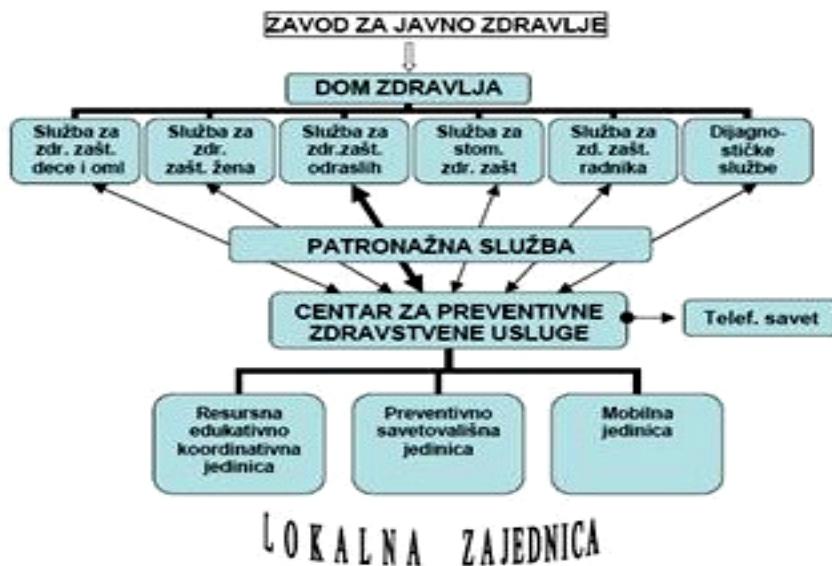 ZAVOD ZA JAVNO ZDRAVLJE
DOM ZDRAVLJA
Služba za
zdr. zašt.
dece i oml
Služba za
zdr.
zašt. žena
Služba za
zdr.zašt.
odraslih
Služba za
stom.
zdr. zašt
Služba za
zd. zašt.
radnika
Dijagno-
stičke
službe
PATRONAŽNA SLUŽBA
CENTAR ZA PREVENTIVNE
ZDRAVSTVENE USLUGE
Telef. savet
Resursna
edukativno
koordinativna
jedinica
Preventivno
savetovališna
jedinica
Mobilna
jedinica
LOKALNA ZAJEDNICA